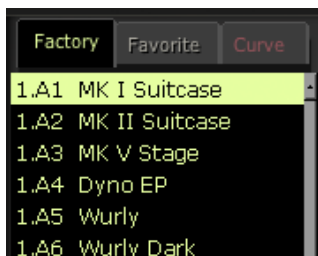 Factory Favorite Curve
1.A1 MK I Suitcase
1.A2 MK II Suitcase
1.A3 MK V Stage
1.A4 Dyno EP
1.A5 Wurly
1.A6 Wurly Dark